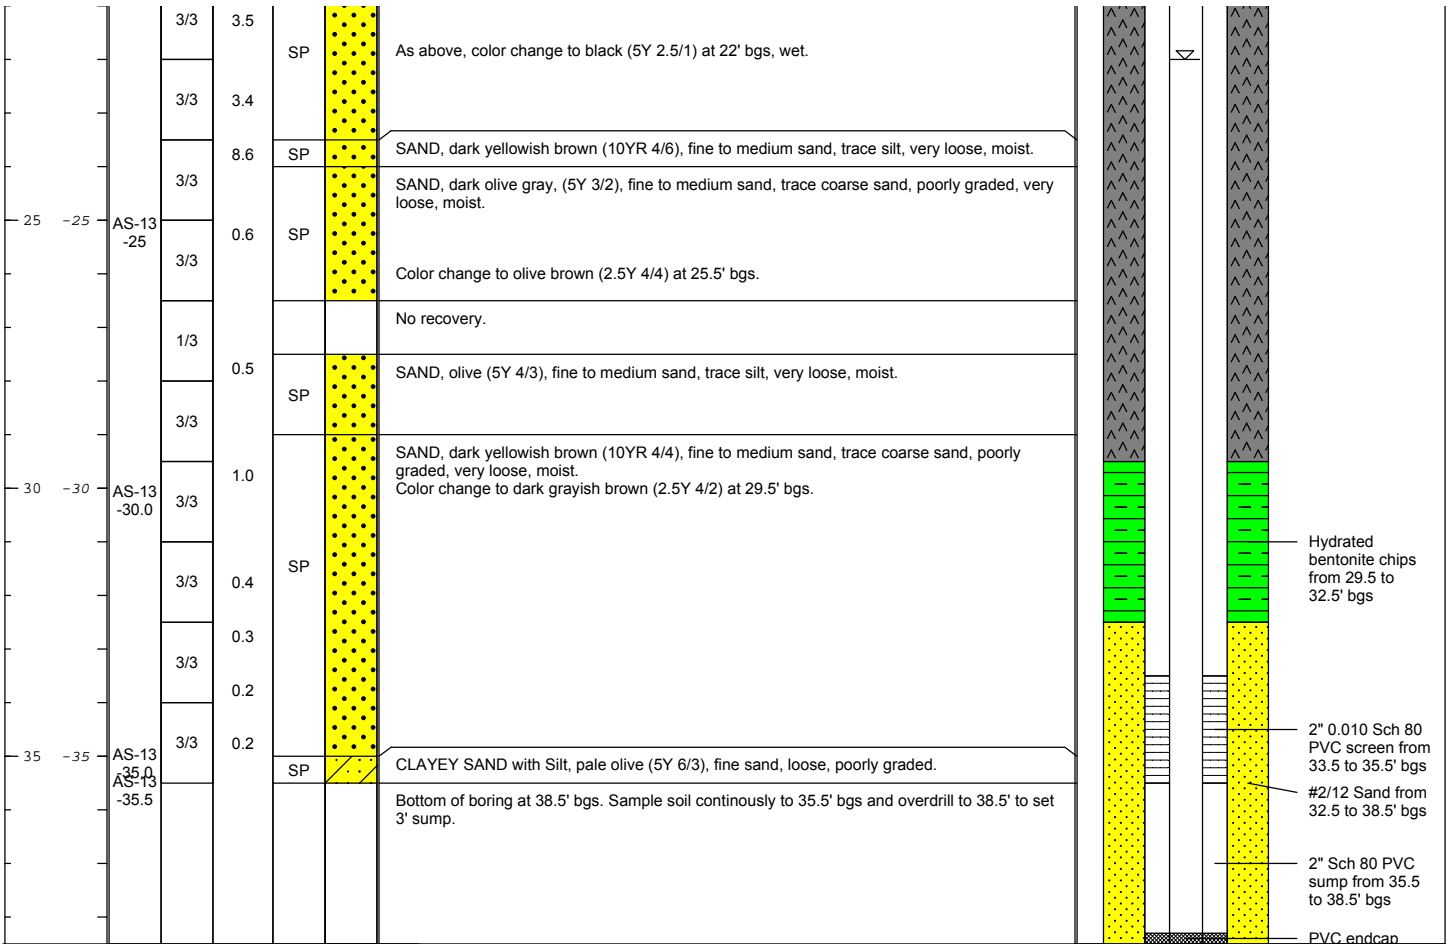 3/3
3.5
SP
As above, color change to black (5Y 2.5/1) at 22' bgs, wet.
3/3
3.4
8.6
SP
SAND, dark yellowish brown (10YR 4/6), fine to medium sand, trace silt, very loose, moist.
3/3
SAND, dark olive gray, (5Y 3/2), fine to medium sand, trace coarse sand, poorly graded, very
loose, moist.
25
-25
AS-13
-25
0.6
SP
3/3
Color change to olive brown (2.5Y 4/4) at 25.5' bgs.
No recovery.
1/3
0.5
SAND, olive (5Y 4/3), fine to medium sand, trace silt, very loose, moist.
SP
3/3
SAND, dark yellowish brown (10YR 4/4), fine to medium sand, trace coarse sand, poorly
graded, very loose, moist.
Color change to dark grayish brown (2.5Y 4/2) at 29.5' bgs.
1.0
30
-30
AS-13
-30.0
3/3
SP
3/3
0.4
Hydrated
bentonite chips
from 29.5 to
32.5' bgs
0.3
3/3
0.2
3/3
0.2
2" 0.010 Sch 80
PVC screen from
33.5 to 35.5' bgs
35
-35
AS-13
-35.0
AS-13
-35.5
SP
CLAYEY SAND with Silt, pale olive (5Y 6/3), fine sand, loose, poorly graded.
Bottom of boring at 38.5' bgs. Sample soil continously to 35.5' bgs and overdrill to 38.5' to set
3' sump.
#2/12 Sand from
32.5 to 38.5' bgs
2" Sch 80 PVC
sump from 35.5
to 38.5' bgs
PVC endcap